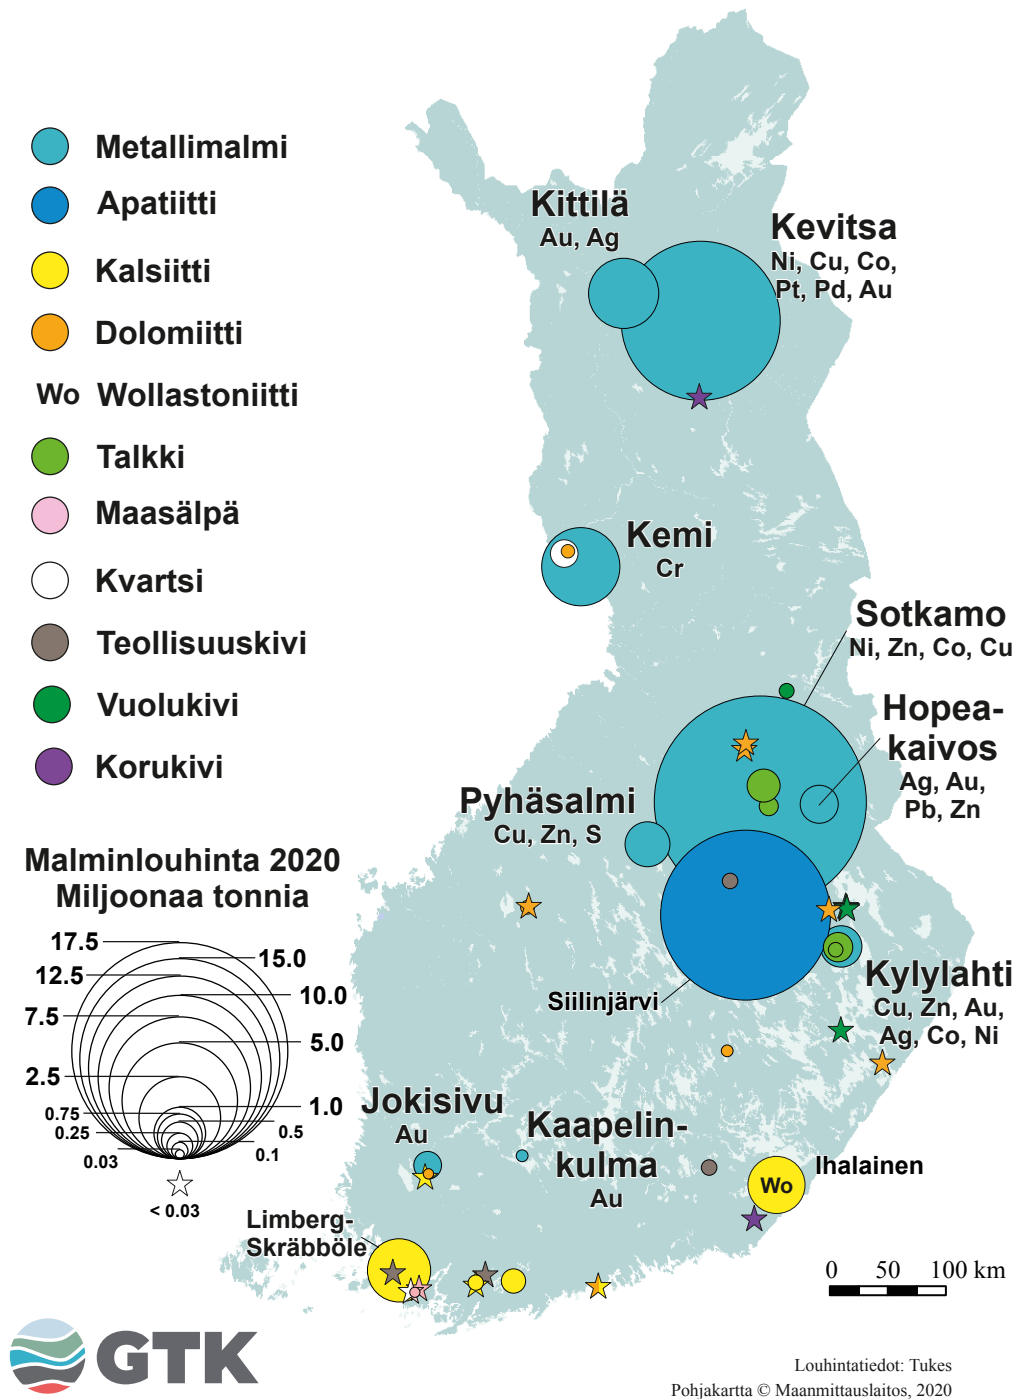 Metallimalmi
Apatiitti
Kalsiitti
Dolomiitti
Wo Wollastoniitti
Talkki
Maasälpä
Kvartsi
Teollisuuskivi
Vuolukivi
Korukivi
Malminlouhinta 2020
Miljoonaa tonnia
17.5
15.0
12.5
10.0
7.5
5.0
2.5
1.0
0.75
0.5
0.25
0.1
0.03
< 0.03
Kittilä
Au, Ag
Kevitsa
Ni, Cu, Co,
Pt, Pd, Au
Kemi
Cr
Sotkamo
Ni, Zn, Co, Cu
Hopea-
kaivos
Ag, Au,
Pb, Zn
Pyhäsalmi
Cu, Zn, S
Siilinjärvi
Kylylahti
Cu, Zn, Au,
Ag, Co, Ni
Jokisivu
Au
Kaapelin-
kulma
Au
Ihalainen
Wo
Limberg-
Skräbböle
0 50 100 km
GTK
Louhintatiedot: Tukes
Pohjakartta © Maanmittauslaitos, 2020